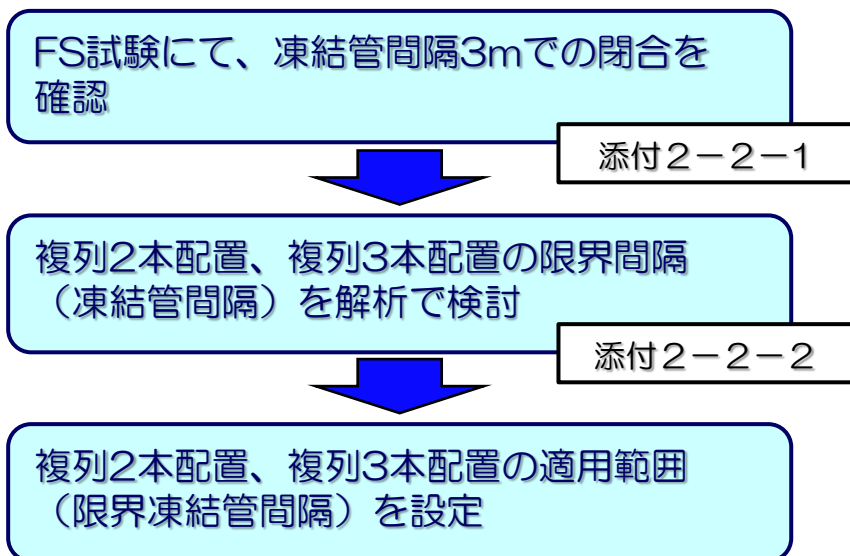 FS試験にて、凍結管間隔3mでの閉合を
確認
添付2-2-1
複列2本配置、複列3本配置の限界間隔
(凍結管間隔)を解析で検討
添付2-2-2
複列2本配置、複列3本配置の適用範囲
(限界凍結管間隔)を設定